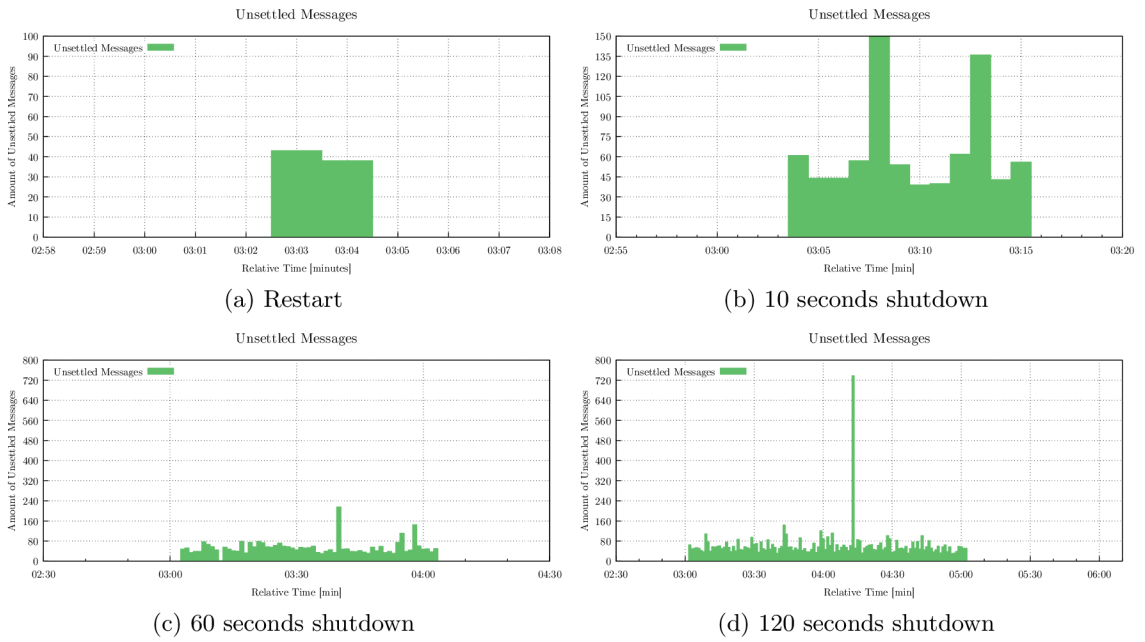 Unsettled Messages
Unsettled Messages
100
90
80
70
60
50
40
30
20
10
0
Amount of Unsettled Messages
02:58 02:59 03:00 03:01 03:02 03:03 03:04 03:05 03:06 03:07 03:08
Relative Time [minutes]
(a) Restart
Unsettled Messages
Unsettled Messages
150
135
120
105
90
75
60
45
30
15
0
Amount of Unsettled Messages
02:55 03:00 03:05 03:10 03:15 03:20
Relative Time [min]
(b) 10 seconds shutdown
Unsettled Messages
Unsettled Messages
800
720
640
560
480
400
320
240
160
80
0
Amount of Unsettled Messages
02:30 03:00 03:30 04:00 04:30
Relative Time [min]
(c) 60 seconds shutdown
Unsettled Messages
Unsettled Messages
800
720
640
560
480
400
320
240
160
80
0
Amount of Unsettled Messages
02:30 03:00 03:30 04:00 04:30 05:00 05:30 06:00
Relative Time [min]
(d) 120 seconds shutdown